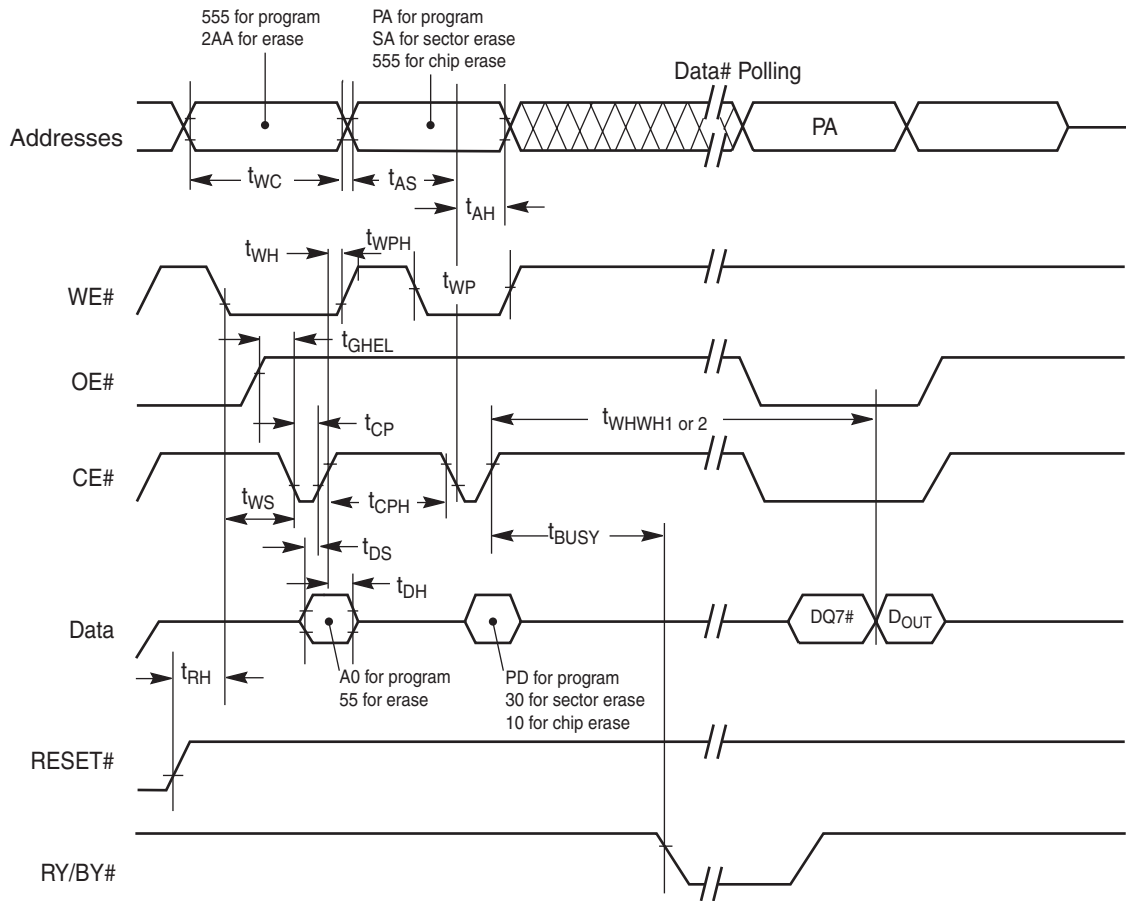 555 for program
2AA for erase
PA for program
SA for sector erase
555 for chip erase
Data# Polling
Addresses
PA
tWC
tAS
tAH
tWH
tWPH
tWP
WE#
tGHEL
OE#
tWHWH1 or 2
tCP
CE#
tWS
tCPH
tBUSY
tDS
tDH
Data
DQ7#
DOUT
tRH
A0 for program
55 for erase
PD for program
30 for sector erase
10 for chip erase
RESET#
RY/BY#